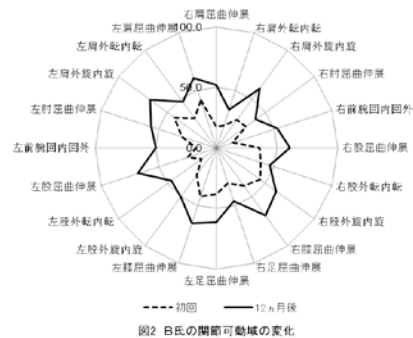 右肩屈曲伸展
左肩屈曲伸展
右肩外転内転
左肩外転内転
右肩外旋内旋
左肩外旋内旋
右肘屈曲伸展
左肘屈曲伸展
右前腕回内回外
左前腕回内回外
右股屈曲伸展
左股屈曲伸展
右股外転内転
左股外転内転
右股外旋内旋
左股外旋内旋
右膝屈曲伸展
左膝屈曲伸展
右足屈曲伸展
左足屈曲伸展
100.0
50.0
0.0
初回
12ヵ月後
図2 B氏の関節可動域の変化